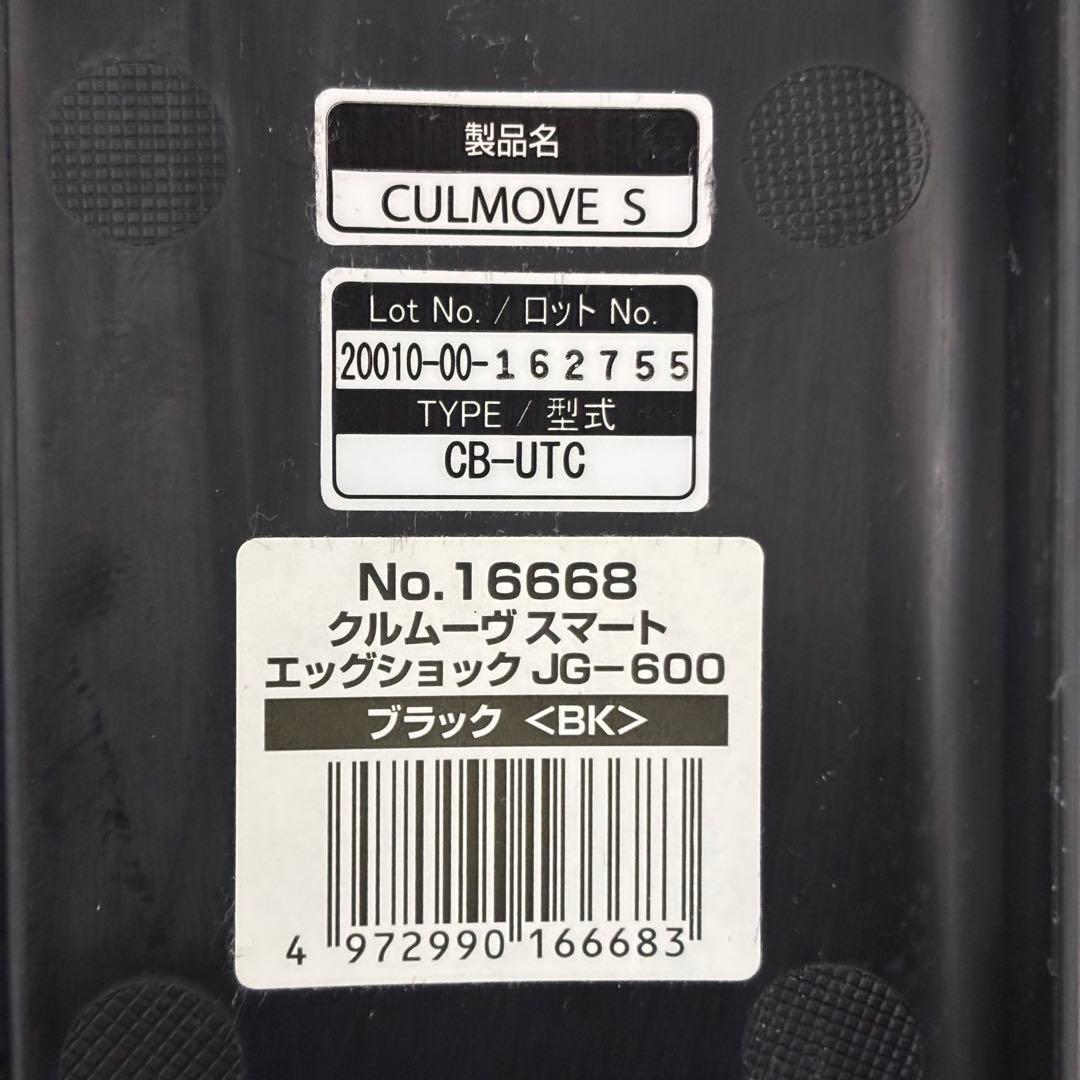 製品名
CULMOVE S
Lot No. / ロット No.
20010-00-162755
TYPE / 型式
CB-UTC
No.16668
クルムーヴ スマート
エッグショック JG-600
ブラック <BK>
4 972990 166683